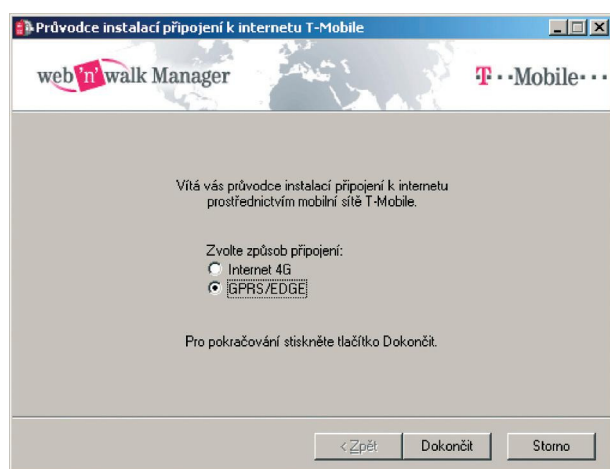 Průvodce instalací připojení k internetu T-Mobile
web'n'walk Manager
T··Mobile···
Vítá vás průvodce instalací připojení k internetu
prostřednictvím mobilní sítě T-Mobile.
Zvolte způsob připojení:
Internet 4G
GPRS/EDGE
Pro pokračování stiskněte tlačítko Dokončit.
< Zpět
Dokončit
Storno